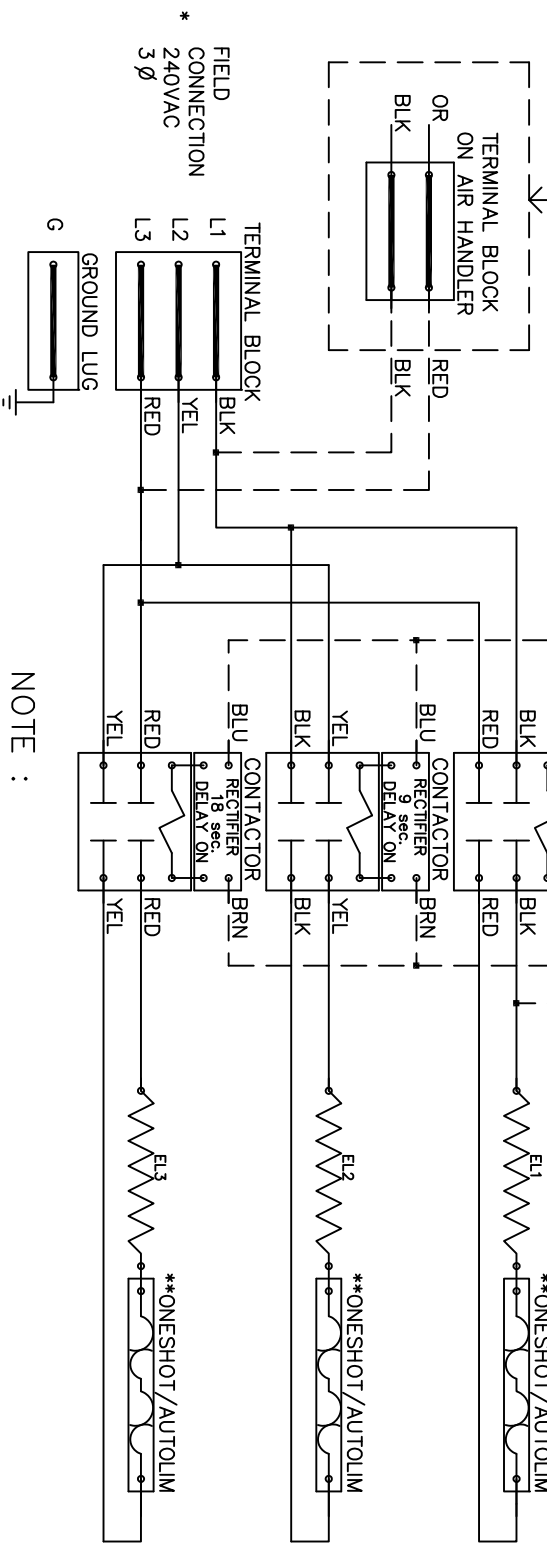 *
FIELD
CONNECTION
240VAC
3Ø
TERMINAL BLOCK
ON AIR HANDLER
OR
BLK
RED
BLK
TERMINAL BLOCK
L1
L2
L3
BLK
YEL
RED
GROUND LUG
G
NOTE :
BLK
RED
BLK
RED
EL1
**ONESHOT/AUTOLIM
BLU
RECTIFIER
9 sec.
DELAY ON
BRN
CONTACTOR
YEL
BLK
YEL
BLK
EL2
**ONESHOT/AUTOLIM
BLU
RECTIFIER
18 sec.
DELAY ON
BRN
CONTACTOR
RED
YEL
RED
YEL
EL3
**ONESHOT/AUTOLIM